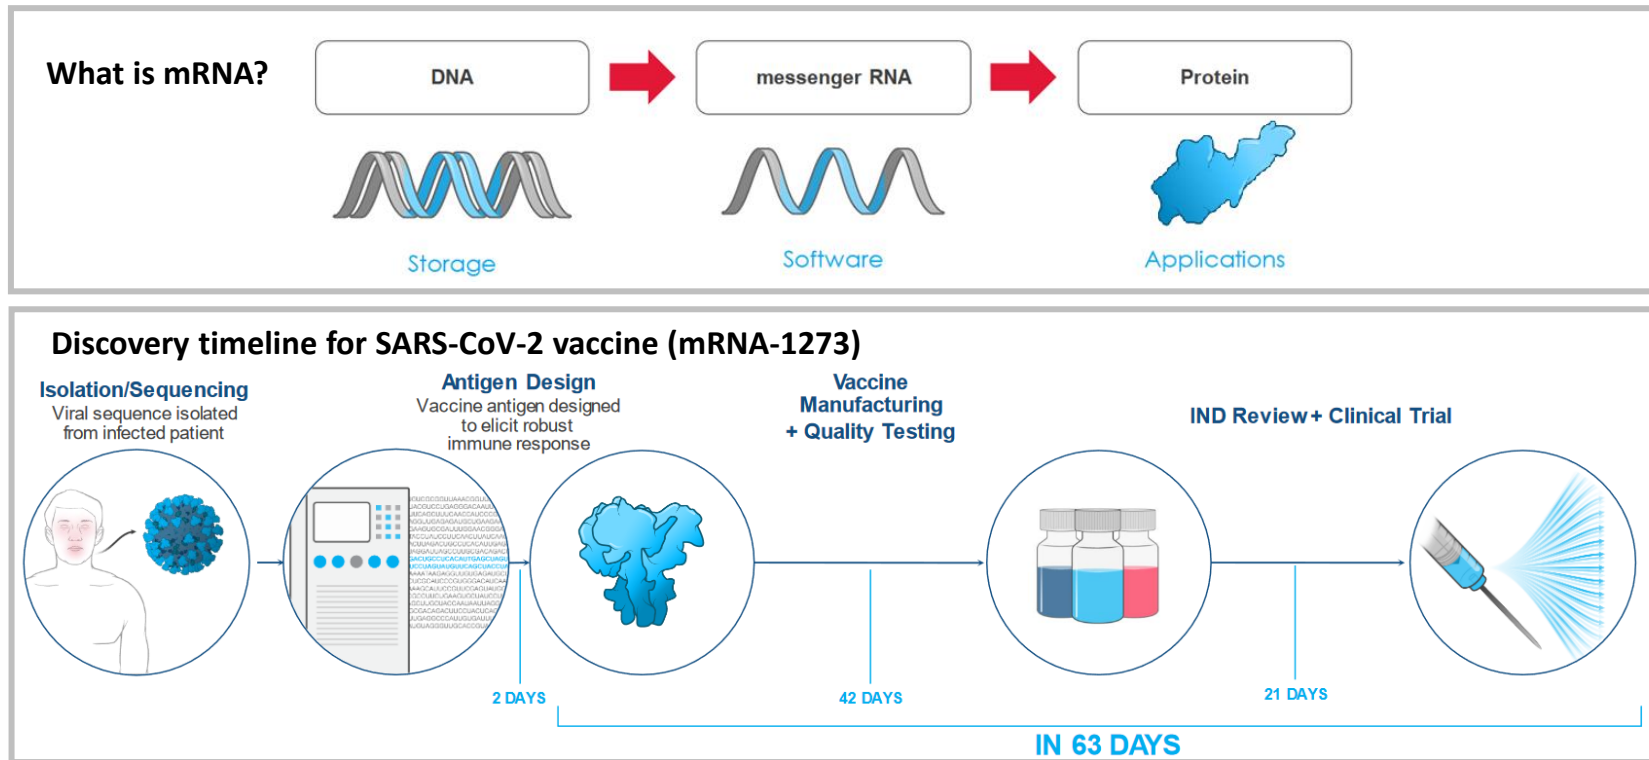 What is mRNA?
DNA
messenger RNA
Protein
Storage
Software
Applications
Discovery timeline for SARS-CoV-2 vaccine (mRNA-1273)
Isolation/Sequencing
Viral sequence isolated
from infected patient
Antigen Design
Vaccine antigen designed
to elicit robust
immune response
Vaccine
Manufacturing
+ Quality Testing
IND Review + Clinical Trial
2 DAYS
42 DAYS
21 DAYS
IN 63 DAYS